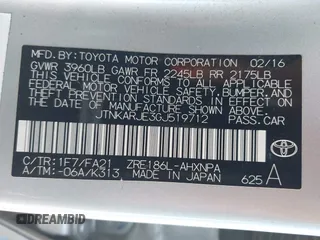 MFD. BY: TOYOTA MOTOR CORPORATION 02/16
GVWR 3960LB GAWR FR 2245LB RR 2175LB
THIS VEHICLE CONFORMS TO ALL APPLICABLE
FEDERAL MOTOR VEHICLE SAFETY, BUMPER, AND
THEFT PREVENTION STANDARDS IN EFFECT ON
THE DATE OF MANUFACTURE SHOWN ABOVE.
JTNKARJE3GJ519712 PASS.CAR
C/TR:1F7/FA21 ZRE186L-AHXNPA
A/TM:-06A/K313 MADE IN JAPAN 625A
TOYOTA